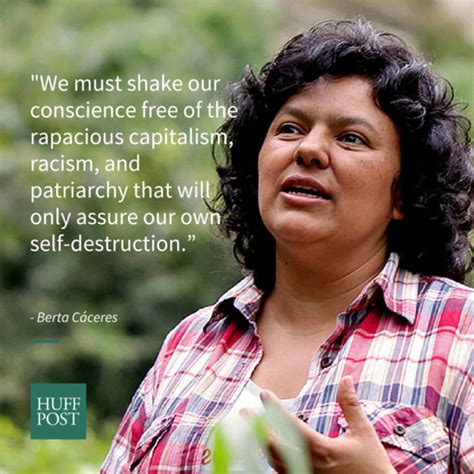 "We must shake our
conscience free of the
rapacious capitalism,
racism, and
patriarchy that will
only assure our own
self-destruction.”
- Berta Cáceres
HUFF
POST